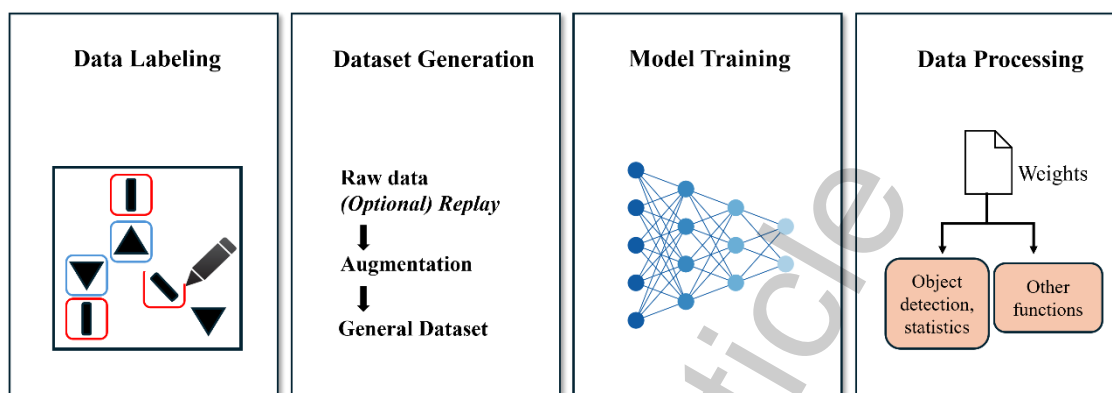 Data Labeling
Dataset Generation
Raw data
(Optional) Replay
Augmentation
General Dataset
Model Training
Data Processing
Weights
Object
detection,
statistics
Other
functions
ticle